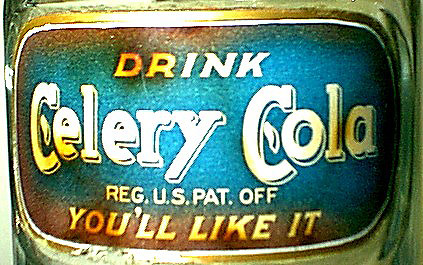 DRINK
Celery Cola
REG. U.S. PAT. OFF
YOU'LL LIKE IT